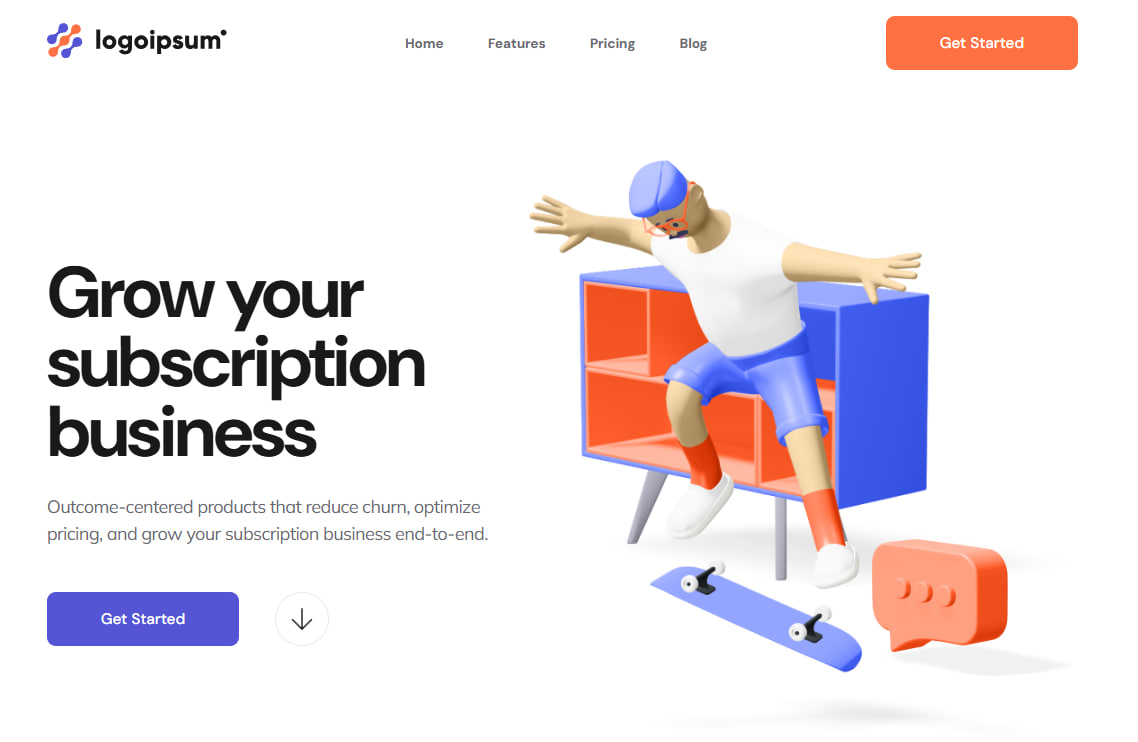 logoipsum
Home Features Pricing Blog
Get Started
Grow your
subscription
business
Outcome-centered products that reduce churn, optimize
pricing, and grow your subscription business end-to-end.
Get Started